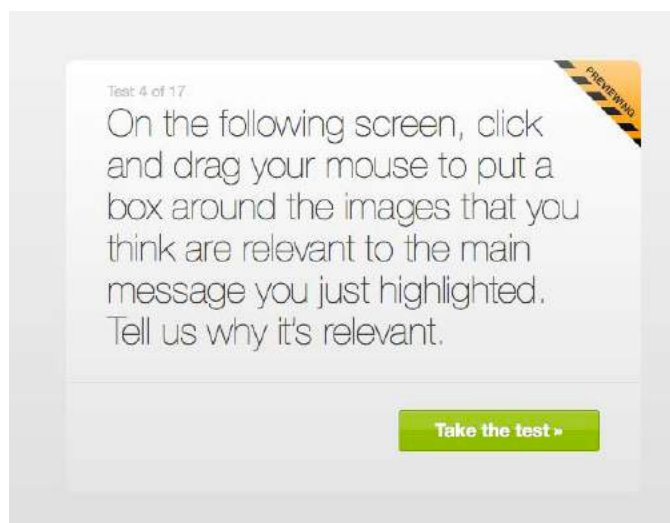 Test 4 of 17
PREVIEWING
On the following screen, click
and drag your mouse to put a
box around the images that you
think are relevant to the main
message you just highlighted.
Tell us why it's relevant.
Take the test »